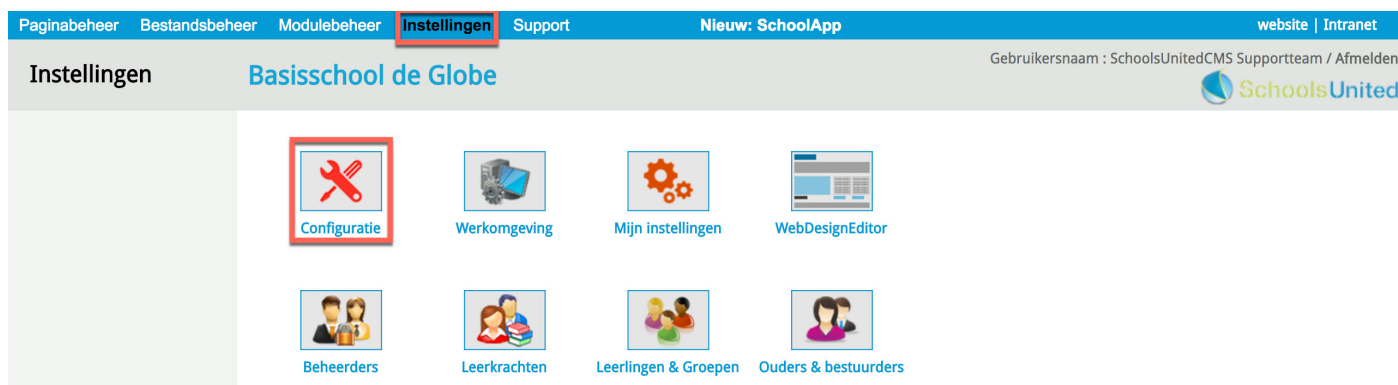 Paginabeheer Bestandsbeheer Modulebeheer Instellingen Support Nieuw: SchoolApp website | Intranet
Gebruikersnaam : SchoolsUnitedCMS Supportteam / Afmelden
Instellingen Basisschool de Globe
SchoolsUnited
Configuratie Werkomgeving Mijn instellingen WebDesignEditor
Beheerders Leerkrachten Leerlingen & Groepen Ouders & bestuurders